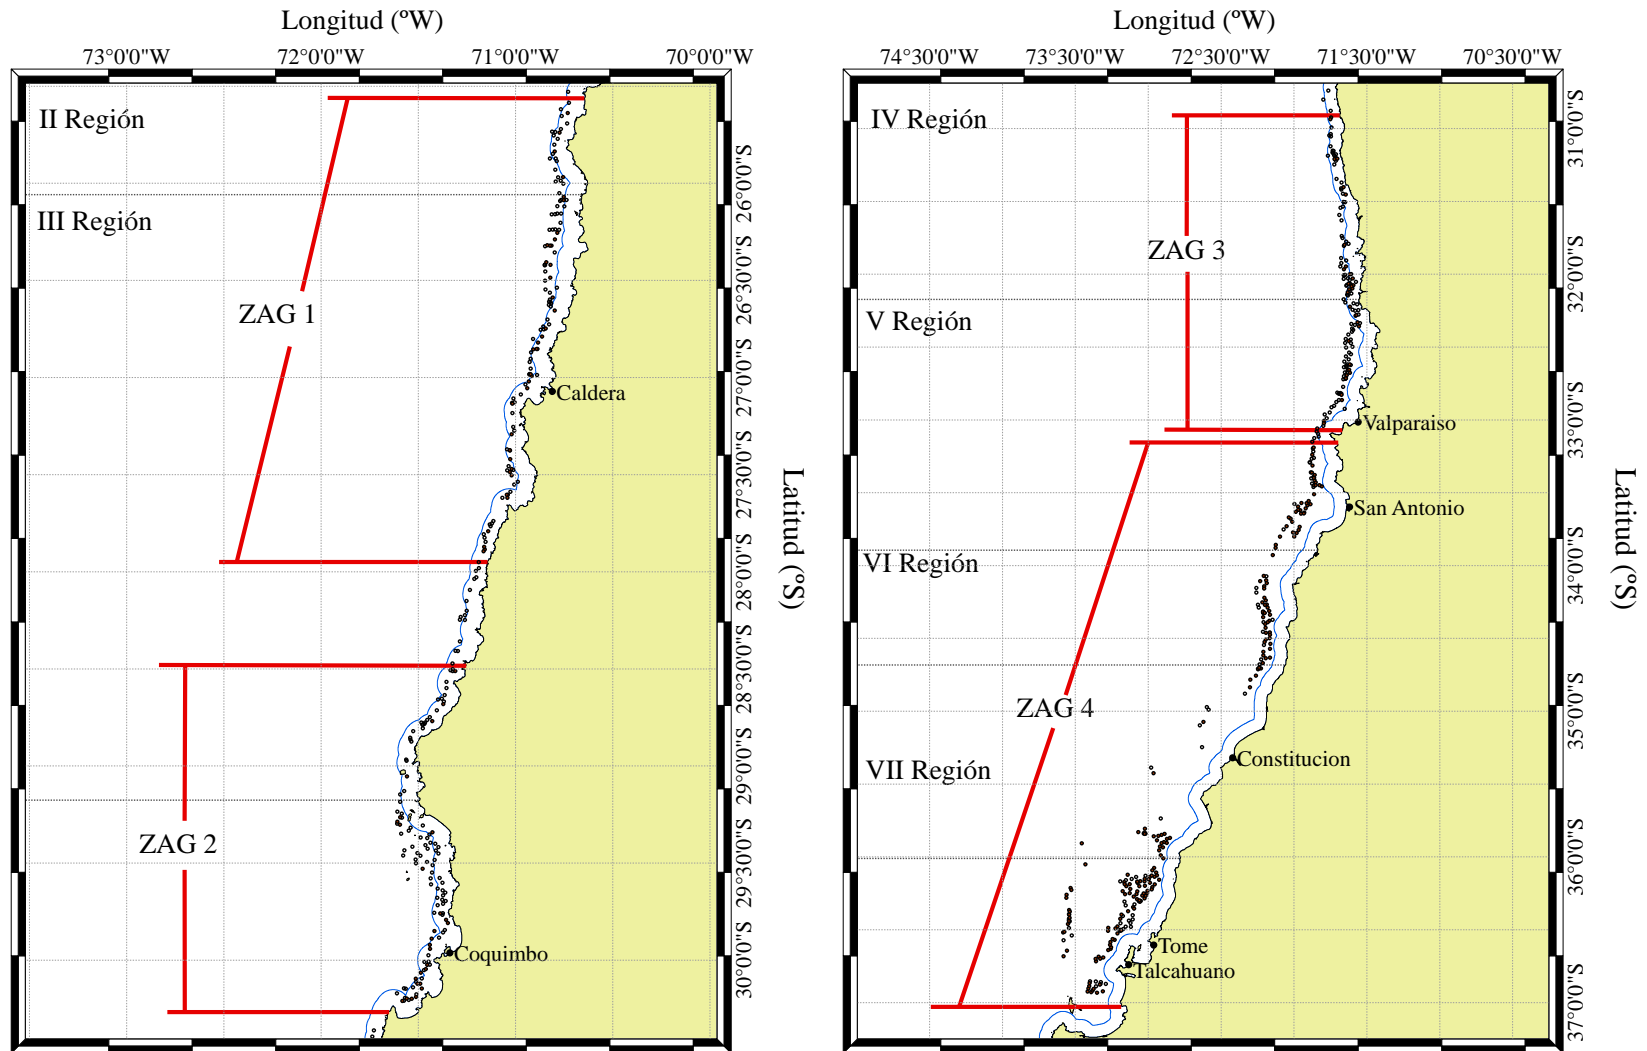 Longitud (ºW)
73°0'0"W
72°0'0"W
71°0'0"W
70°0'0"W
II Región
III Región
ZAG 1
ZAG 2
Caldera
Coquimbo
26°0'0"S
26°30'0"S
27°0'0"S
27°30'0"S
28°0'0"S
28°30'0"S
29°0'0"S
29°30'0"S
30°0'0"S
Latitud (ºS)
Longitud (ºW)
74°30'0"W
73°30'0"W
72°30'0"W
71°30'0"W
70°30'0"W
IV Región
V Región
VI Región
VII Región
ZAG 3
ZAG 4
Valparaiso
San Antonio
Constitucion
Tome
Talcahuano
31°0'0"S
32°0'0"S
33°0'0"S
34°0'0"S
35°0'0"S
36°0'0"S
37°0'0"S
Latitud (ºS)